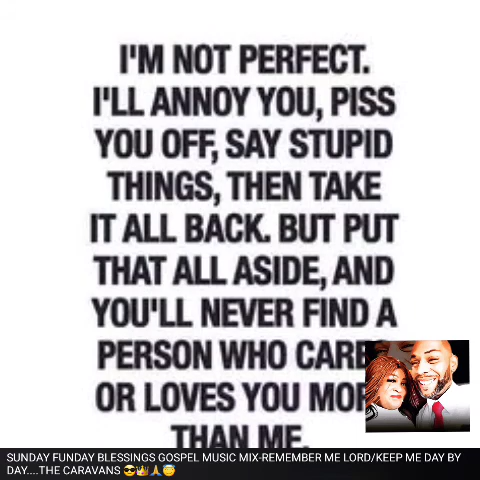 I'M NOT PERFECT.
I'LL ANNOY YOU, PISS
YOU OFF, SAY STUPID
THINGS, THEN TAKE
IT ALL BACK. BUT PUT
THAT ALL ASIDE, AND
YOU'LL NEVER FIND A
PERSON WHO CARE
OR LOVES YOU MOR
THAN ME.
SUNDAY FUNDAY BLESSINGS GOSPEL MUSIC MIX-REMEMBER ME LORD/KEEP ME DAY BY
DAY....THE CARAVANS 😎👑🙏😇